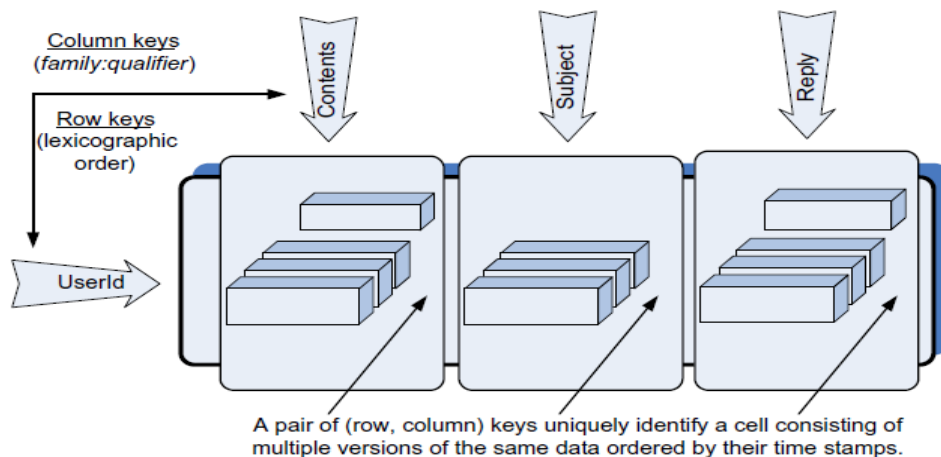 Column keys
(family:qualifier)
Row keys
(lexicographic
order)
Contents
Subject
Reply
UserId
A pair of (row, column) keys uniquely identify a cell consisting of
multiple versions of the same data ordered by their time stamps.